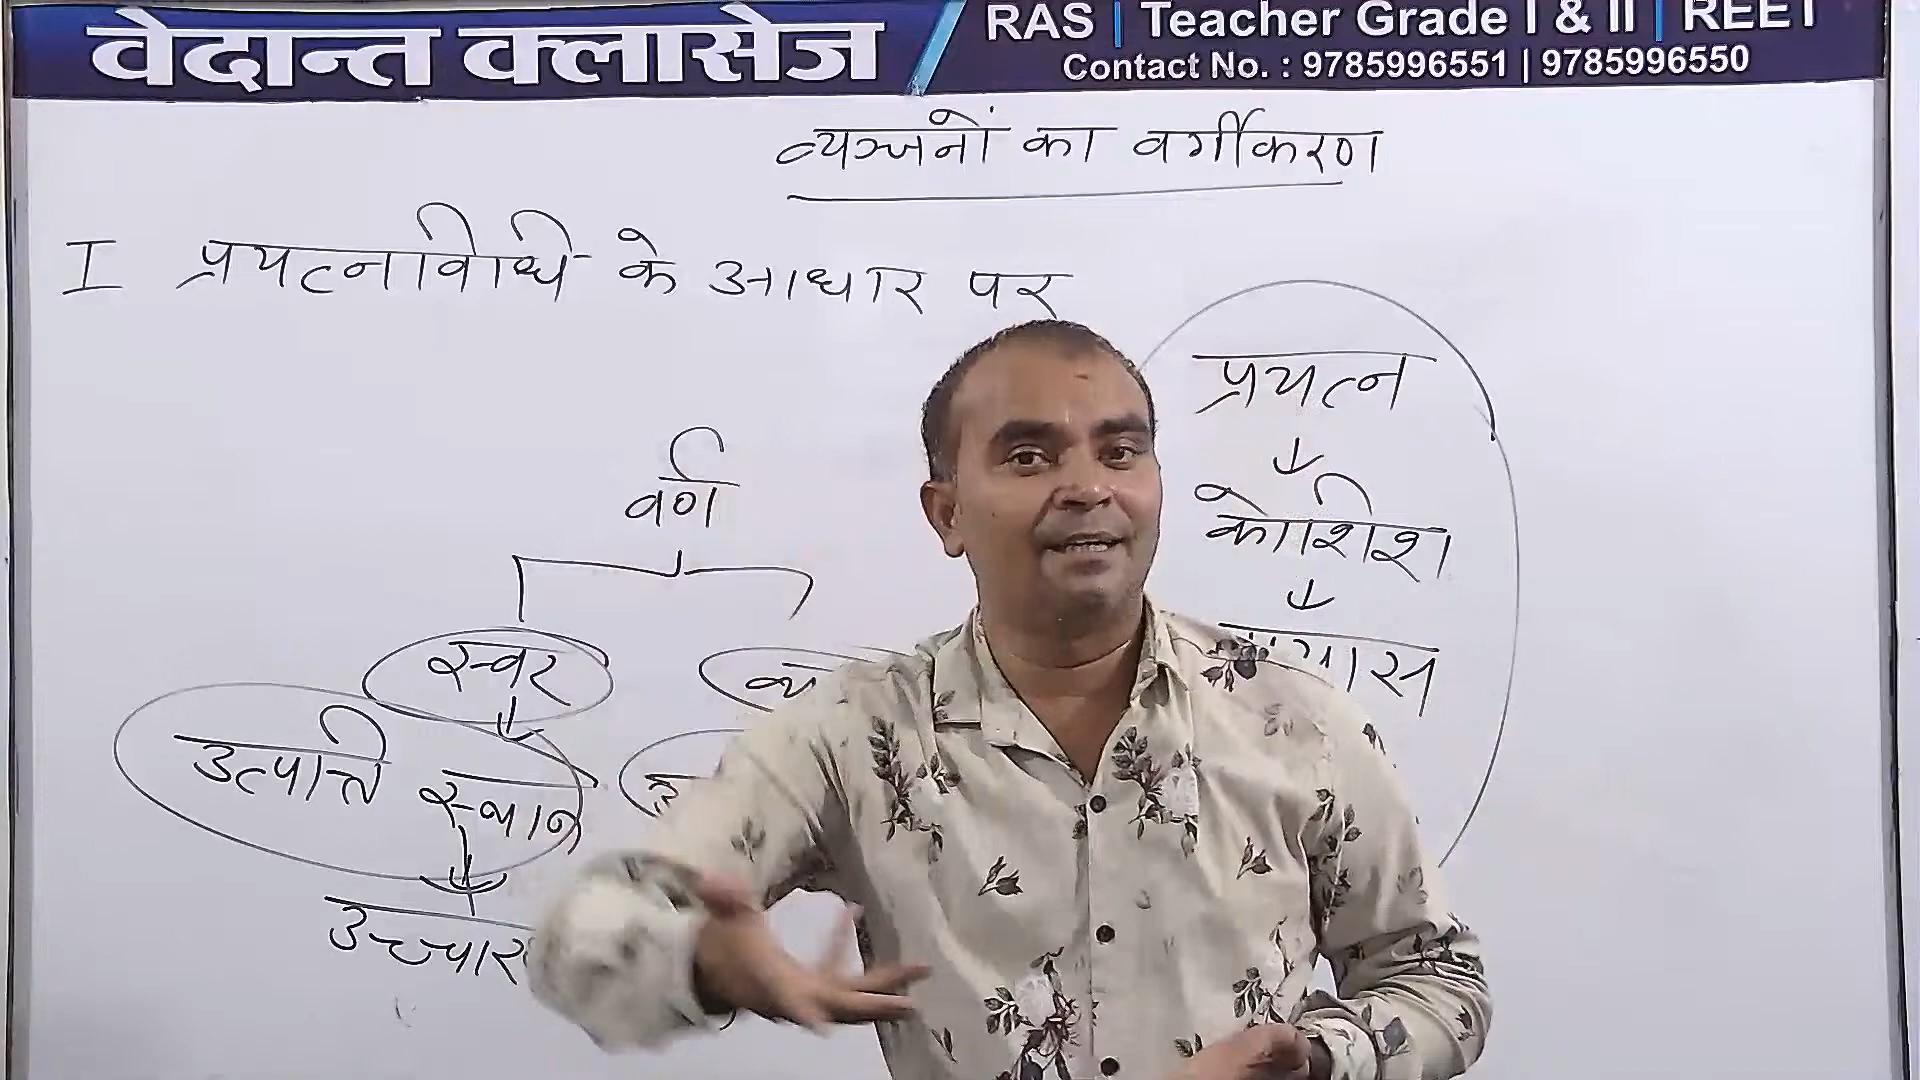 वेदान्त क्लासेज
RAS | Teacher Grade I & II | REET
Contact No. : 9785996551 | 9785996550
व्यञ्जनों का वर्गीकरण
I प्रयत्नविधि के आधार पर
प्रयत्न
↓
कोशिश
↓
वर्ण
स्वर
↓
उत्पत्ति स्थान
↓